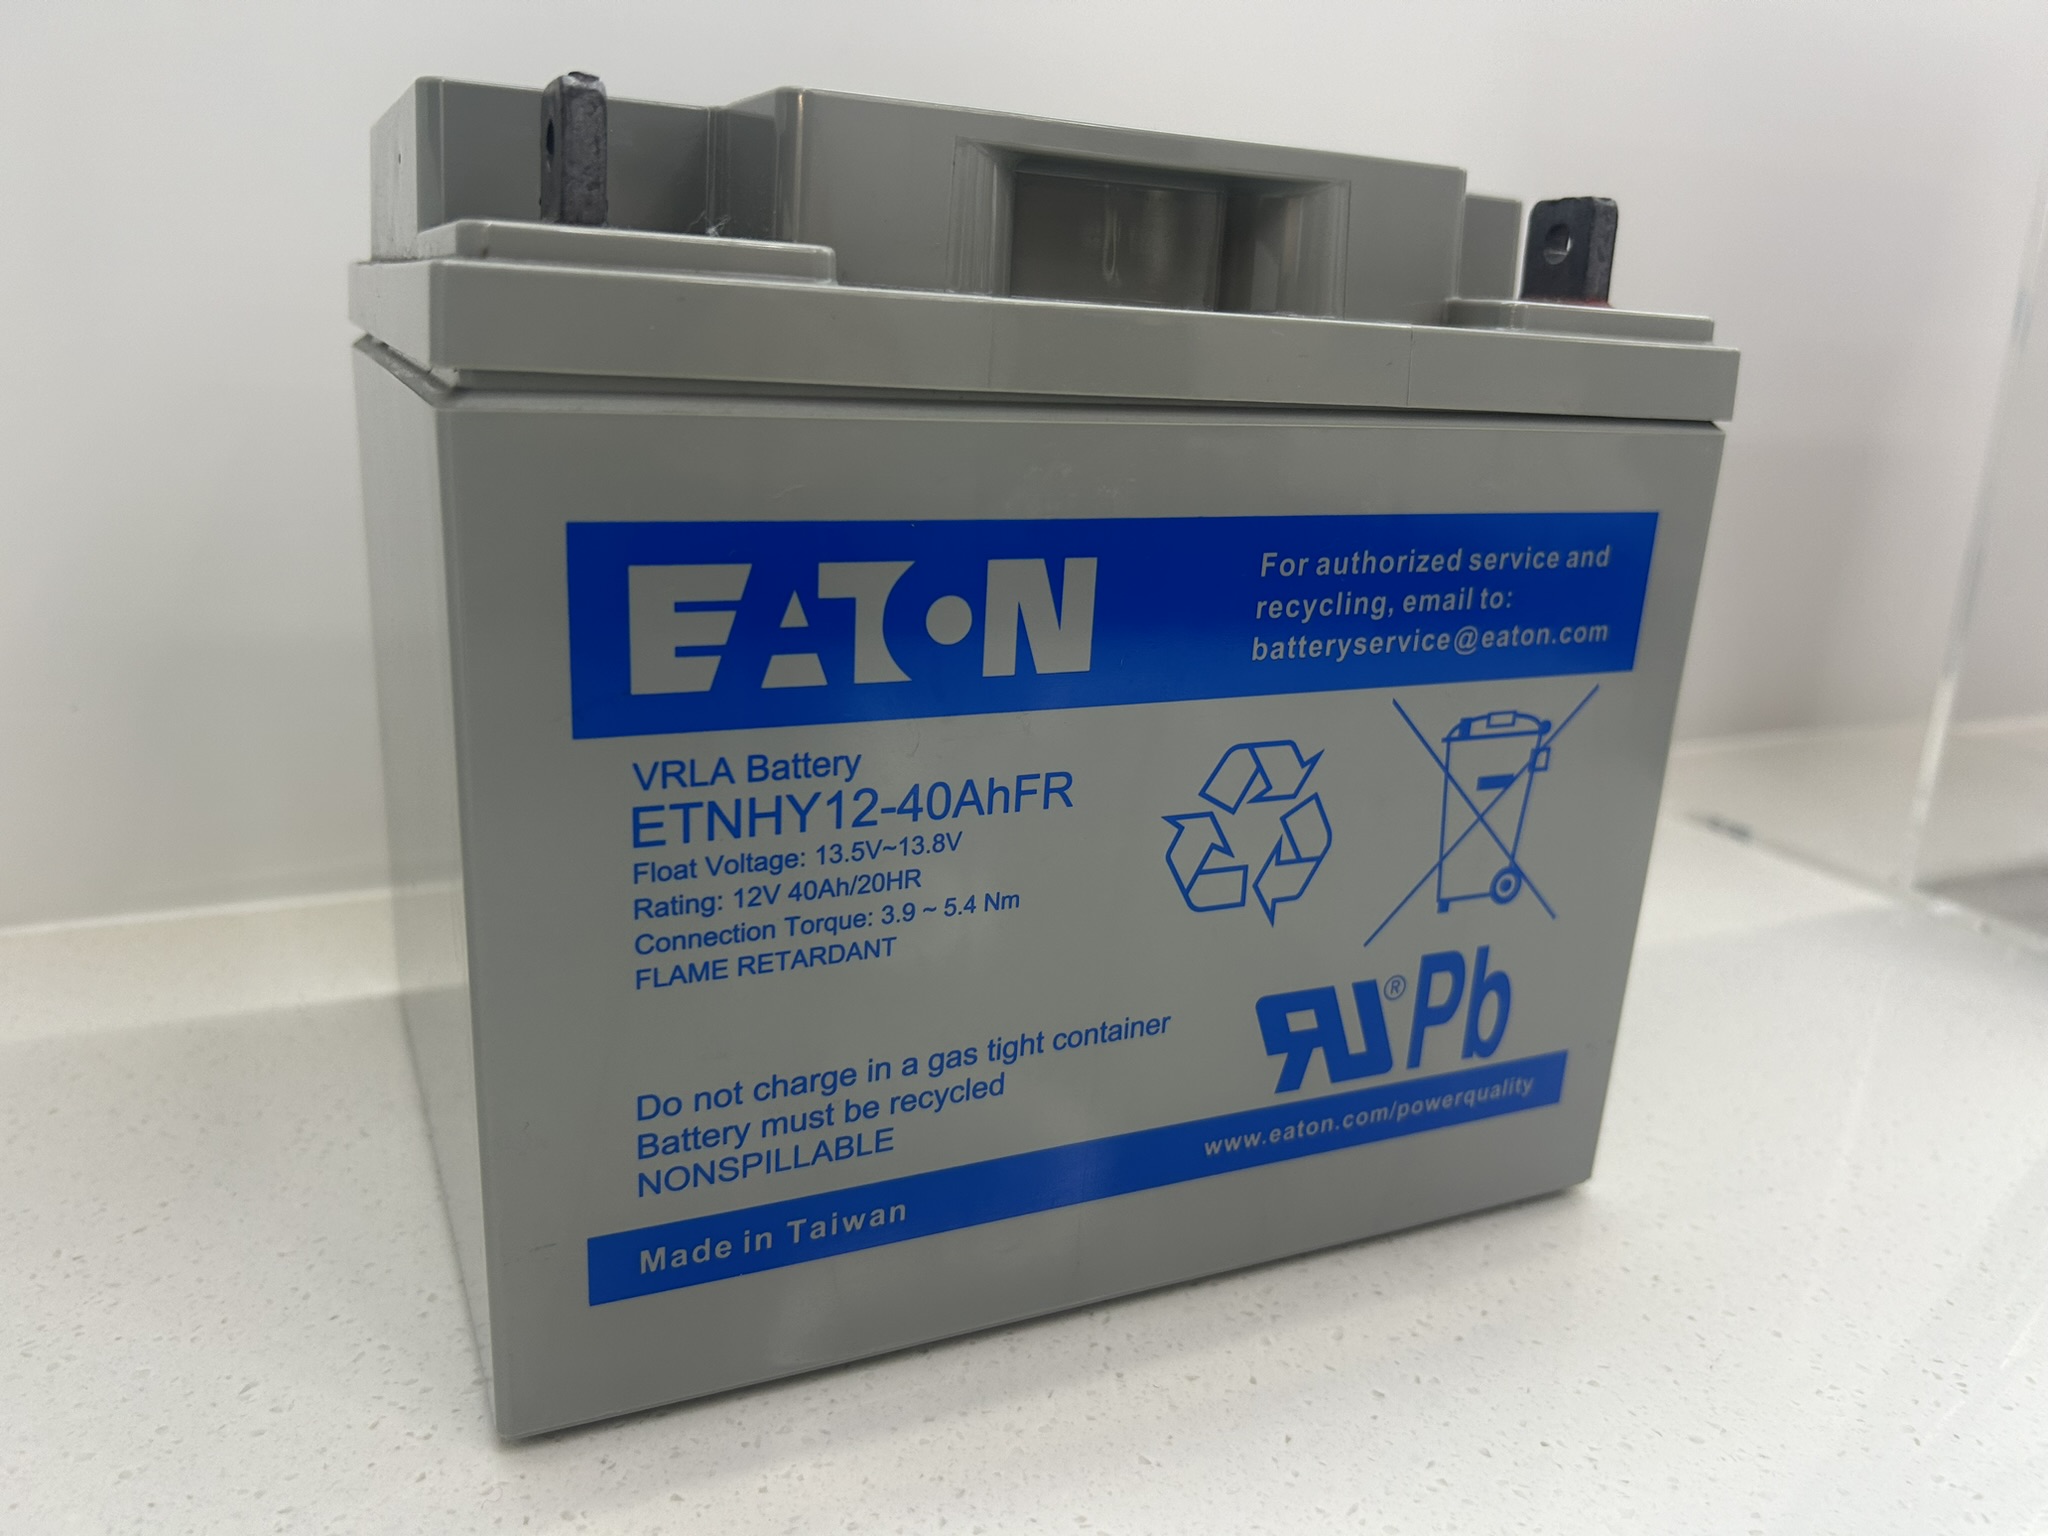 EATON
For authorized service and
recycling, email to:
batteryservice@eaton.com
VRLA Battery
ETNHY12-40AhFR
Float Voltage: 13.5V~13.8V
Rating: 12V 40Ah/20HR
Connection Torque: 3.9 ~ 5.4 Nm
FLAME RETARDANT
Do not charge in a gas tight container
Battery must be recycled
NONSPILLABLE
RU® Pb
www.eaton.com/powerquality
Made in Taiwan